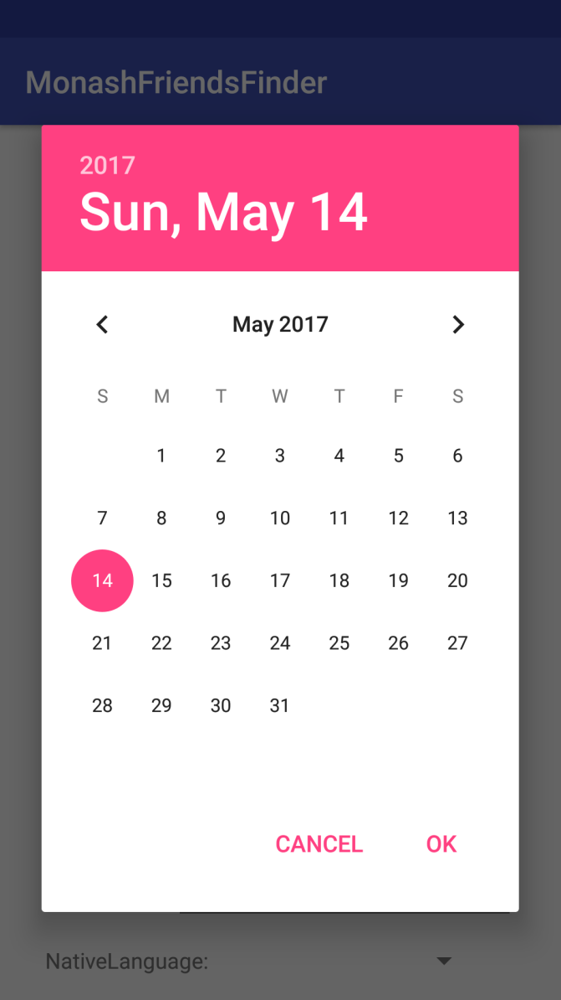 MonashFriendsFinder
2017
Sun, May 14
May 2017
S M T W T F S
1 2 3 4 5 6
7 8 9 10 11 12 13
14 15 16 17 18 19 20
21 22 23 24 25 26 27
28 29 30 31
CANCEL OK
NativeLanguage: